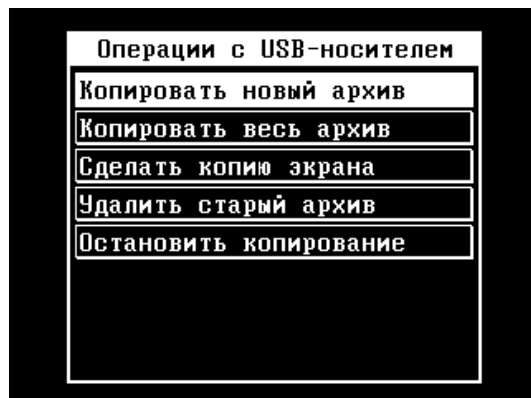 Операции с USB-носителем
Копировать новый архив
Копировать весь архив
Сделать копию экрана
Удалить старый архив
Остановить копирование